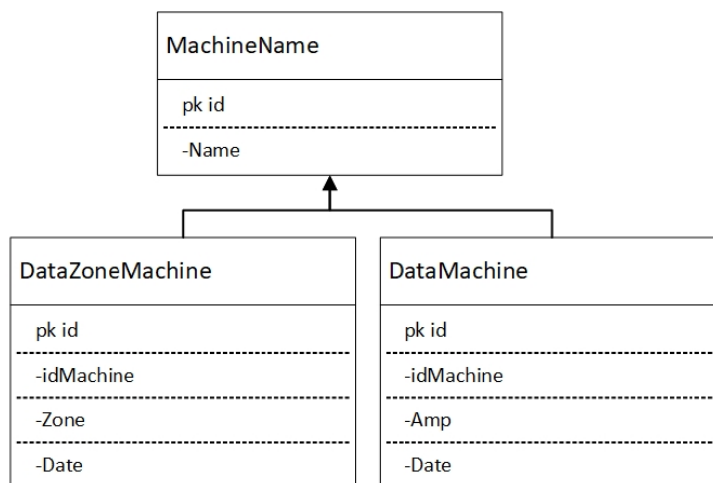 MachineName
pk id
-Name
DataZoneMachine
pk id
-idMachine
-Zone
-Date
DataMachine
pk id
-idMachine
-Amp
-Date